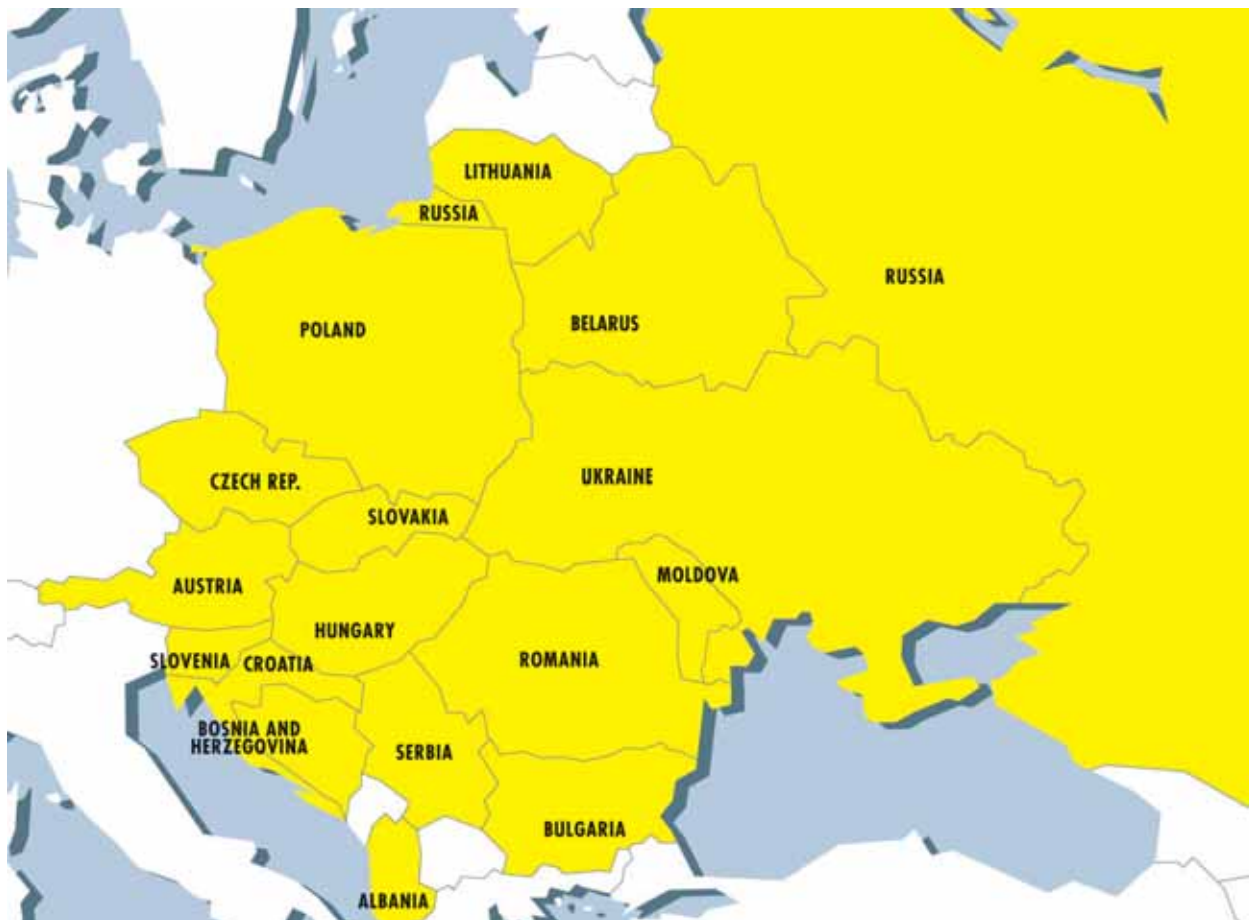 LITHUANIA
RUSSIA
RUSSIA
POLAND
BELARUS
CZECH REP.
UKRAINE
SLOVAKIA
AUSTRIA
MOLDOVA
HUNGARY
SLOVENIA
CROATIA
ROMANIA
BOSNIA AND
HERZEGOVINA
SERBIA
BULGARIA
ALBANIA